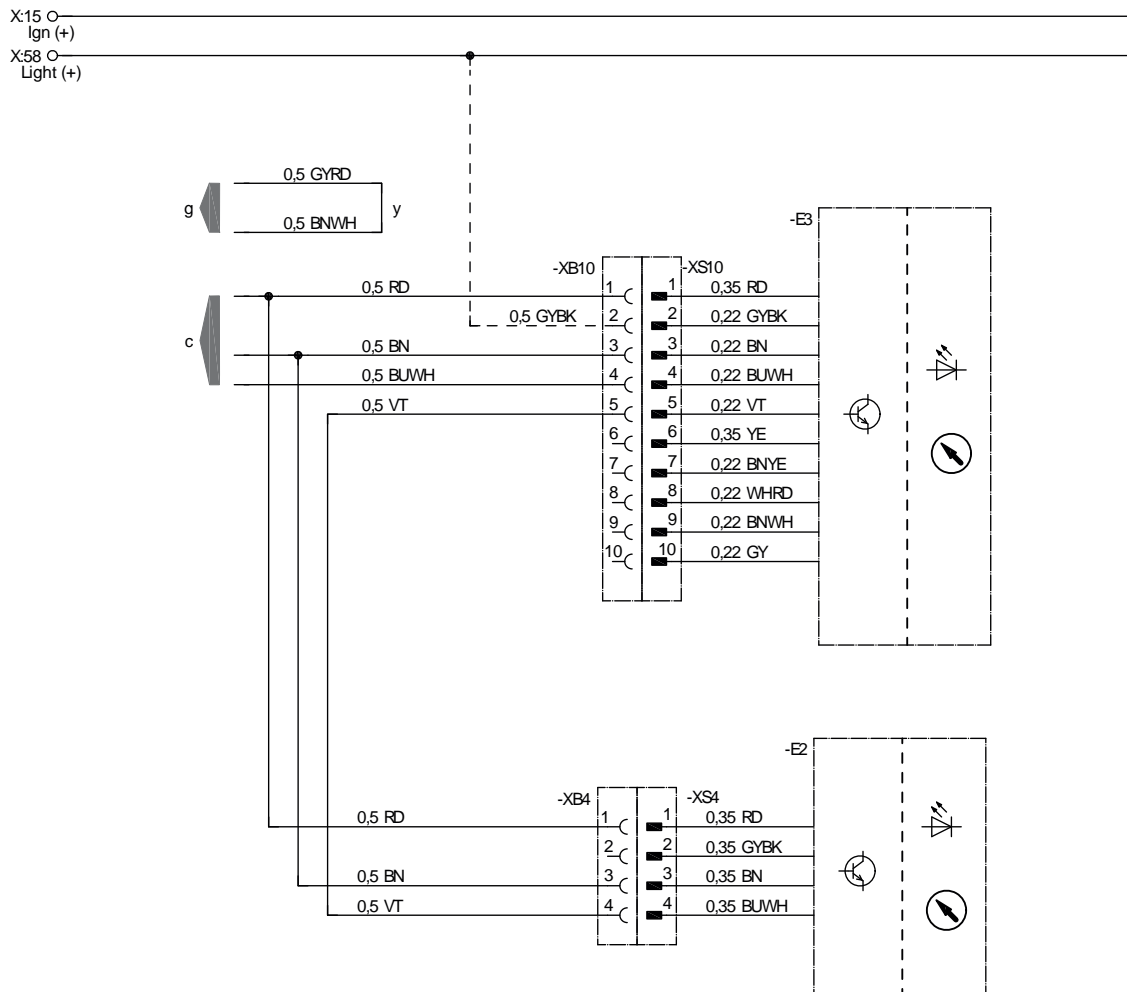 X:15
Ign (+)
X:58
Light (+)
0,5 GYRD
g
y
0,5 BNWH
-E3
-XB10
-XS10
0,5 RD
1
1
0,35 RD
0,5 GYBK
2
2
0,22 GYBK
c
0,5 BN
3
3
0,22 BN
0,5 BUWH
4
4
0,22 BUWH
0,5 VT
5
5
0,22 VT
6
6
0,35 YE
7
7
0,22 BNYE
8
8
0,22 WHRD
9
9
0,22 BNWH
10
10
0,22 GY
-E2
-XB4
-XS4
0,5 RD
1
1
0,35 RD
2
2
0,35 GYBK
0,5 BN
3
3
0,35 BN
0,5 VT
4
4
0,35 BUWH